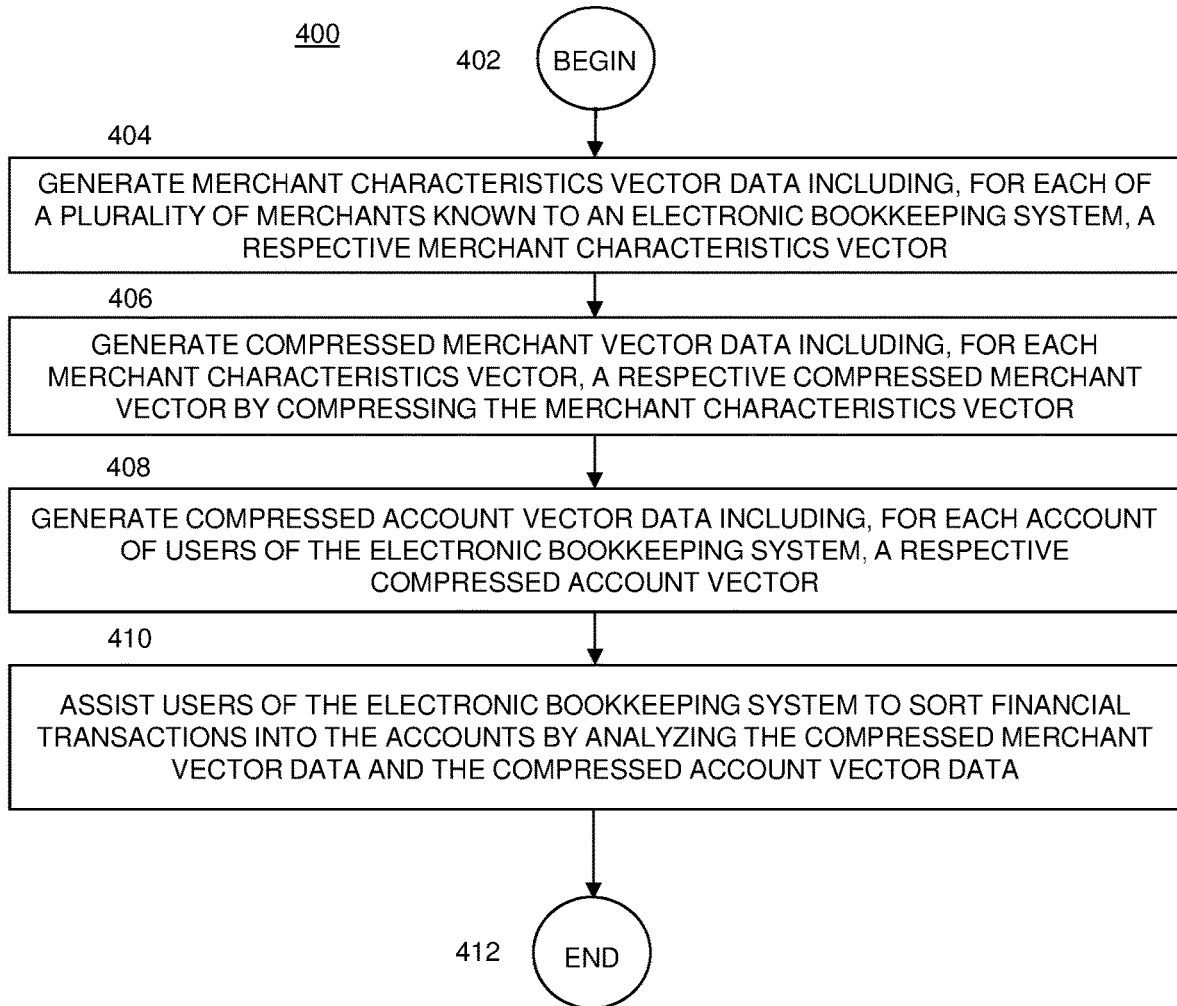 400
402
BEGIN
404
GENERATE MERCHANT CHARACTERISTICS VECTOR DATA INCLUDING, FOR EACH OF
A PLURALITY OF MERCHANTS KNOWN TO AN ELECTRONIC BOOKKEEPING SYSTEM, A
RESPECTIVE MERCHANT CHARACTERISTICS VECTOR
406
GENERATE COMPRESSED MERCHANT VECTOR DATA INCLUDING, FOR EACH
MERCHANT CHARACTERISTICS VECTOR, A RESPECTIVE COMPRESSED MERCHANT
VECTOR BY COMPRESSING THE MERCHANT CHARACTERISTICS VECTOR
408
GENERATE COMPRESSED ACCOUNT VECTOR DATA INCLUDING, FOR EACH ACCOUNT
OF USERS OF THE ELECTRONIC BOOKKEEPING SYSTEM, A RESPECTIVE
COMPRESSED ACCOUNT VECTOR
410
ASSIST USERS OF THE ELECTRONIC BOOKKEEPING SYSTEM TO SORT FINANCIAL
TRANSACTIONS INTO THE ACCOUNTS BY ANALYZING THE COMPRESSED MERCHANT
VECTOR DATA AND THE COMPRESSED ACCOUNT VECTOR DATA
412
END